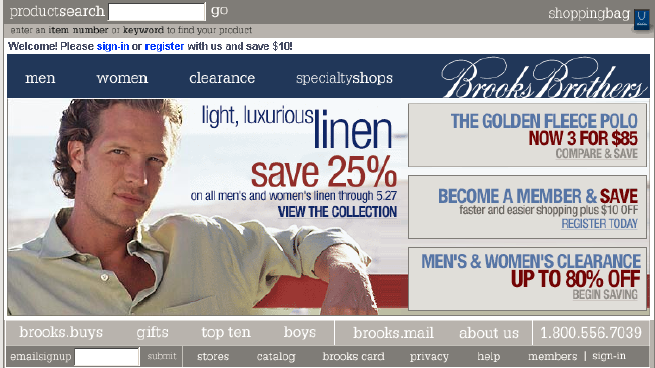 productsearch go shoppingbag
enter an item number or keyword to find your product
Welcome! Please sign-in or register with us and save $10!
men women clearance specialtyshops Brooks Brothers
light, luxurious linen
save 25%
on all men's and women's linen through 5.27
VIEW THE COLLECTION
THE GOLDEN FLEECE POLO
NOW 3 FOR $85
COMPARE & SAVE
BECOME A MEMBER & SAVE
faster and easier shopping plus $10 OFF
REGISTER TODAY
MEN'S & WOMEN'S CLEARANCE
UP TO 80% OFF
BEGIN SAVING
brooks.buys gifts top ten boys brooks.mail about us 1.800.556.7039
emailsignup submit stores catalog brooks card privacy help members | sign-in